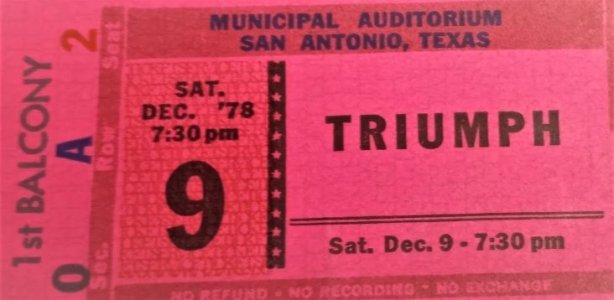 MUNICIPAL AUDITORIUM
SAN ANTONIO, TEXAS
1st BALCONY
Sec. Row Seat
O A 2
SAT.
DEC. '78
7:30 pm
9
TRIUMPH
Sat. Dec. 9 - 7:30 pm
NO REFUND • NO RECORDING • NO EXCHANGE